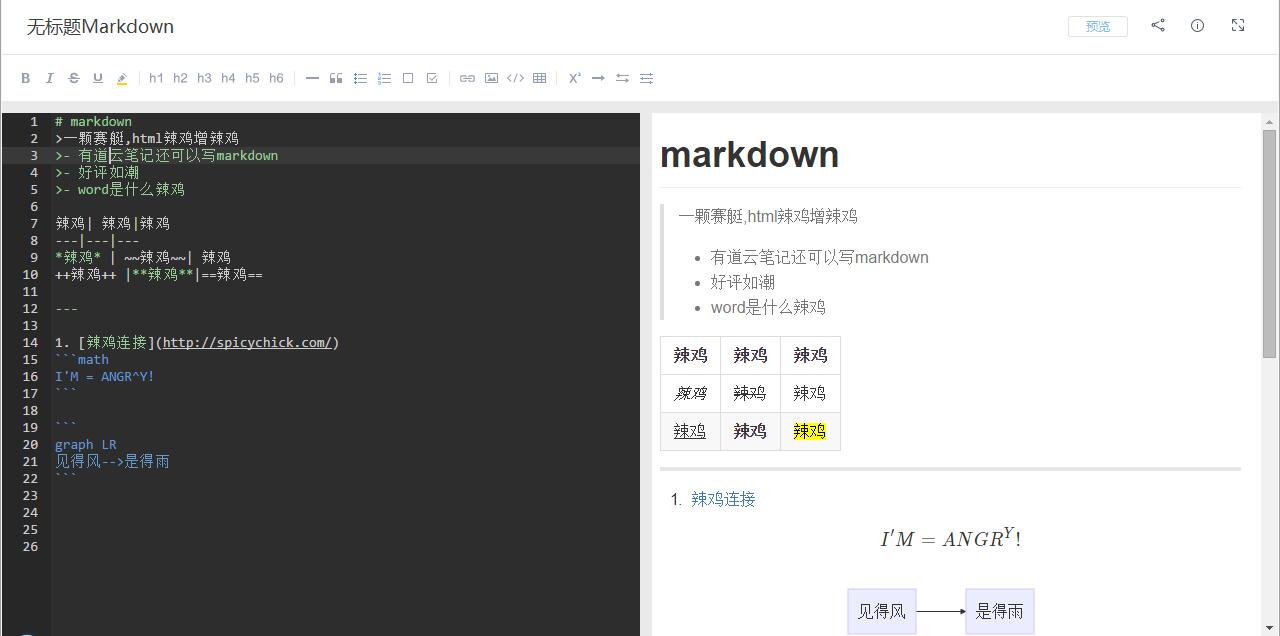 无标题Markdown
预览
B I S U h1 h2 h3 h4 h5 h6 </> X²
1 # markdown
2 >一颗赛艇,html辣鸡增辣鸡
3 >- 有道云笔记还可以写markdown
4 >- 好评如潮
5 >- word是什么辣鸡
6
7 辣鸡| 辣鸡|辣鸡
8 ---|---|---
9 *辣鸡* | ~~辣鸡~~| 辣鸡
10 ++辣鸡++ |**辣鸡**|==辣鸡==
11
12 ---
13
14 1. [辣鸡连接](http://spicychick.com/)
15 ```math
16 I'M = ANGR^Y!
17 ```
18
19 ```
20 graph LR
21 见得风-->是得雨
22 ```
23
24
25
26
markdown
一颗赛艇,html辣鸡增辣鸡
• 有道云笔记还可以写markdown
• 好评如潮
• word是什么辣鸡
辣鸡 辣鸡 辣鸡
辣鸡 辣鸡 辣鸡
辣鸡 辣鸡 辣鸡
1. 辣鸡连接
I'M = ANGR^Y!
见得风 是得雨